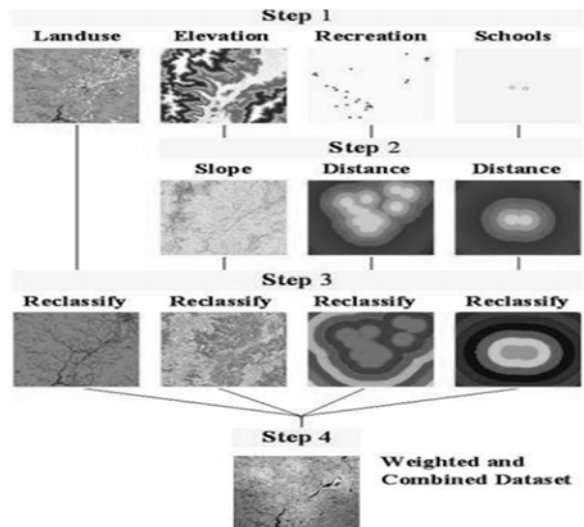 Step 1
Landuse Elevation Recreation Schools
Step 2
Slope Distance Distance
Step 3
Reclassify Reclassify Reclassify Reclassify
Step 4
Weighted and
Combined Dataset